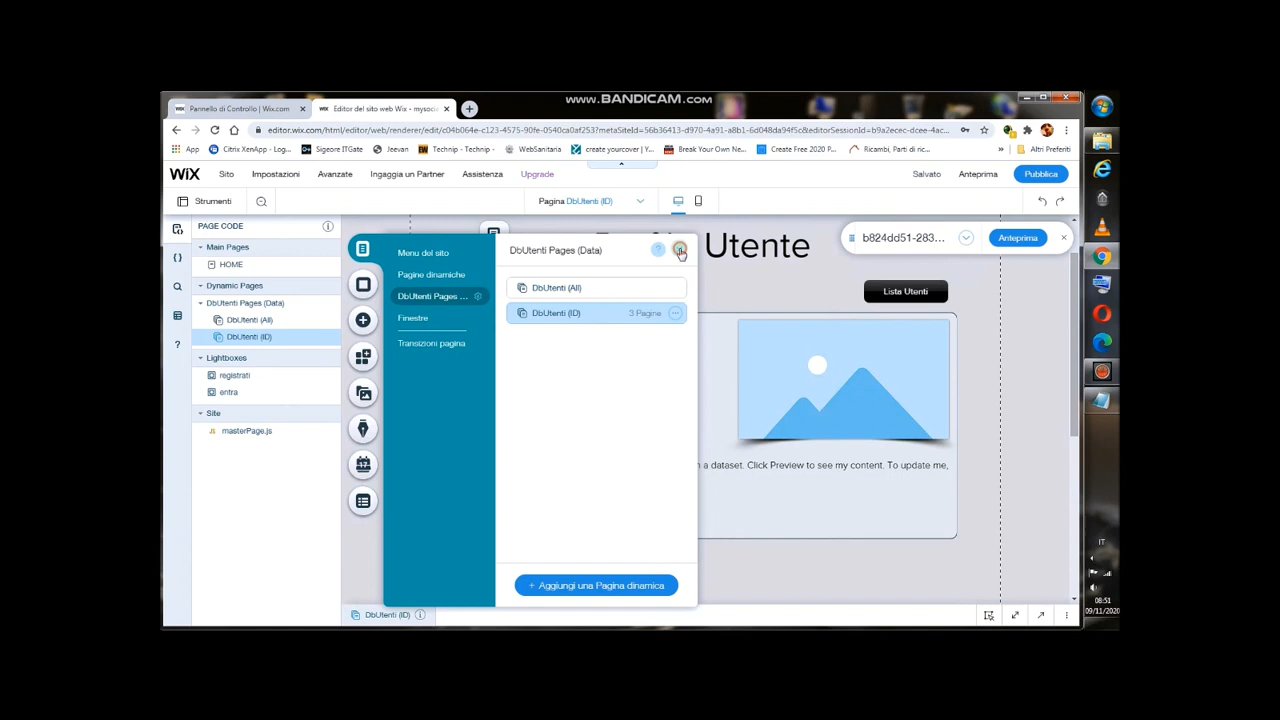 www.BANDICAM.com
WiX Pannello di Controllo | Wix.com
WiX Editor del sito web Wix - mysocia
editor.wix.com/html/editor/web/renderer/edit/c04b064e-c123-4575-90fe-0540ca0af253?metaSiteId=56b36413-d970-4a91-a8b1-6d048da94f5c&editorSessionId=b9a2ecec-dcee-4ac...
App
Citrix XenApp - Log...
Sigeore ITGate
Jeevan
Technip - Technip -
WebSanitaria
create yourcover - ...
Break Your Own Ne...
Create Free 2020 P...
Ricambi, Parti di ric...
»
Altri Preferiti
WiX
Sito
Impostazioni
Avanzate
Ingaggia un Partner
Assistenza
Upgrade
Salvato
Anteprima
Pubblica
Strumenti
Pagina DbUtenti (ID)
PAGE CODE
Main Pages
HOME
Dynamic Pages
DbUtenti Pages (Data)
DbUtenti (All)
DbUtenti (ID)
Lightboxes
registrati
entra
Site
JS masterPage.js
Menu del sito
Pagine dinamiche
DbUtenti Pages ...
Finestre
Transizioni pagina
DbUtenti Pages (Data)
?
DbUtenti (All)
DbUtenti (ID)
3 Pagine
+ Aggiungi una Pagina dinamica
Utente
b824dd51-283...
Anteprima
Lista Utenti
n a dataset. Click Preview to see my content. To update me,
DbUtenti (ID)
IT
08:51
09/11/2020